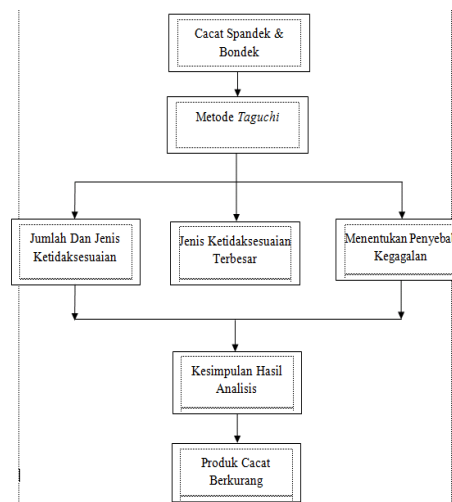 Cacat Spandek &
Bondek
Metode Taguchi
Jumlah Dan Jenis
Ketidaksesuaian
Jenis Ketidaksesuaian
Terbesar
Menentukan Penyebab
Kegagalan
Kesimpulan Hasil
Analisis
Produk Cacat
Berkurang